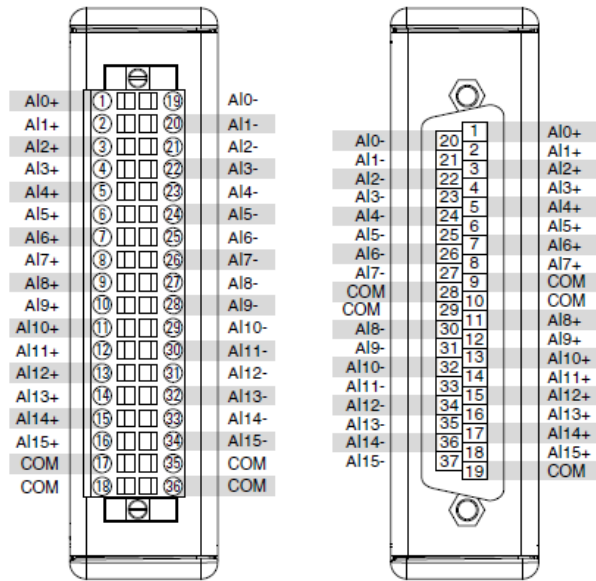 AI0+ 1 19 AI0-
AI1+ 2 20 AI1-
AI2+ 3 21 AI2-
AI3+ 4 22 AI3-
AI4+ 5 23 AI4-
AI5+ 6 24 AI5-
AI6+ 7 25 AI6-
AI7+ 8 26 AI7-
AI8+ 9 27 AI8-
AI9+ 10 28 AI9-
AI10+ 11 29 AI10-
AI11+ 12 30 AI11-
AI12+ 13 31 AI12-
AI13+ 14 32 AI13-
AI14+ 15 33 AI14-
AI15+ 16 34 AI15-
COM 17 35 COM
COM 18 36 COM
1 AI0+
AI0- 20
2 AI1+
AI1- 21
3 AI2+
AI2- 22
4 AI3+
AI3- 23
5 AI4+
AI4- 24
6 AI5+
AI5- 25
7 AI6+
AI6- 26
8 AI7+
AI7- 27
9 COM
COM 28
10 COM
COM 29
11 AI8+
AI8- 30
12 AI9+
AI9- 31
13 AI10+
AI10- 32
14 AI11+
AI11- 33
15 AI12+
AI12- 34
16 AI13+
AI13- 35
17 AI14+
AI14- 36
18 AI15+
AI15- 37
19 COM